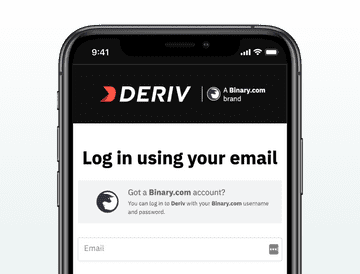 9:41
DERIV
A Binary.com
brand
Log in using your email
Got a Binary.com account?
You can log in to Deriv with your Binary.com username
and password.
Email